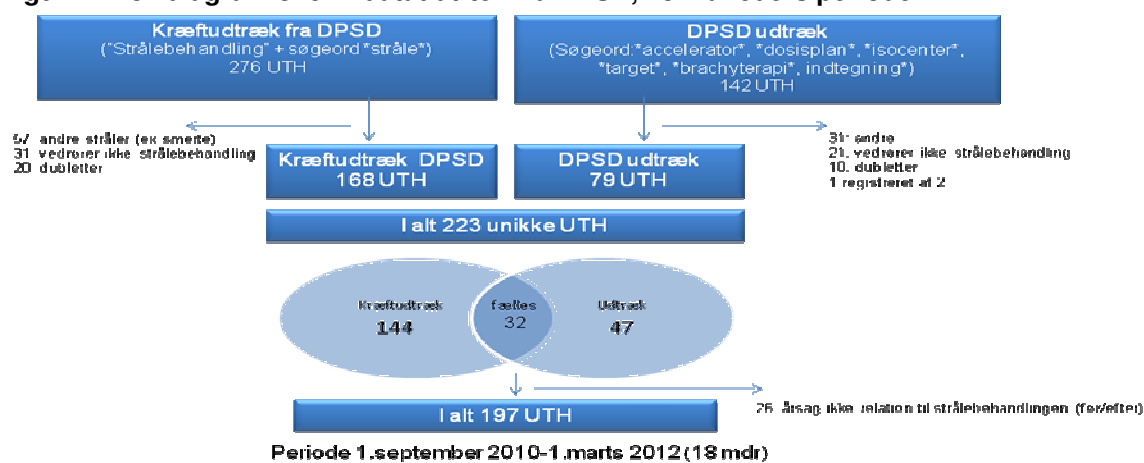 Kræftudtræk fra DPSD
("Strålebehandling" + søgeord *stråle*)
276 UTH
DPSD udtræk
(Søgeord:*accelerator*, *dosisplan*,*isocenter*,
*target*, *brachyterapi*, indtegning*)
142 UTH
57 andre stråler (ex smerte)
31 vedrører ikke strålebehandling
20 dubletter
Kræftudtræk DPSD
168 UTH
DPSD udtræk
79 UTH
31: andre
21. vedrører ikke strålebehandling
10. dubletter
1 registreret af 2
I alt 223 unikke UTH
Kræftudtræk
144
fælles
32
Udtræk
47
I alt 197 UTH
26 årsag ikke relation til strålebehandlingen (før/efter)
Periode 1.september 2010-1.marts 2012 (18 mdr)